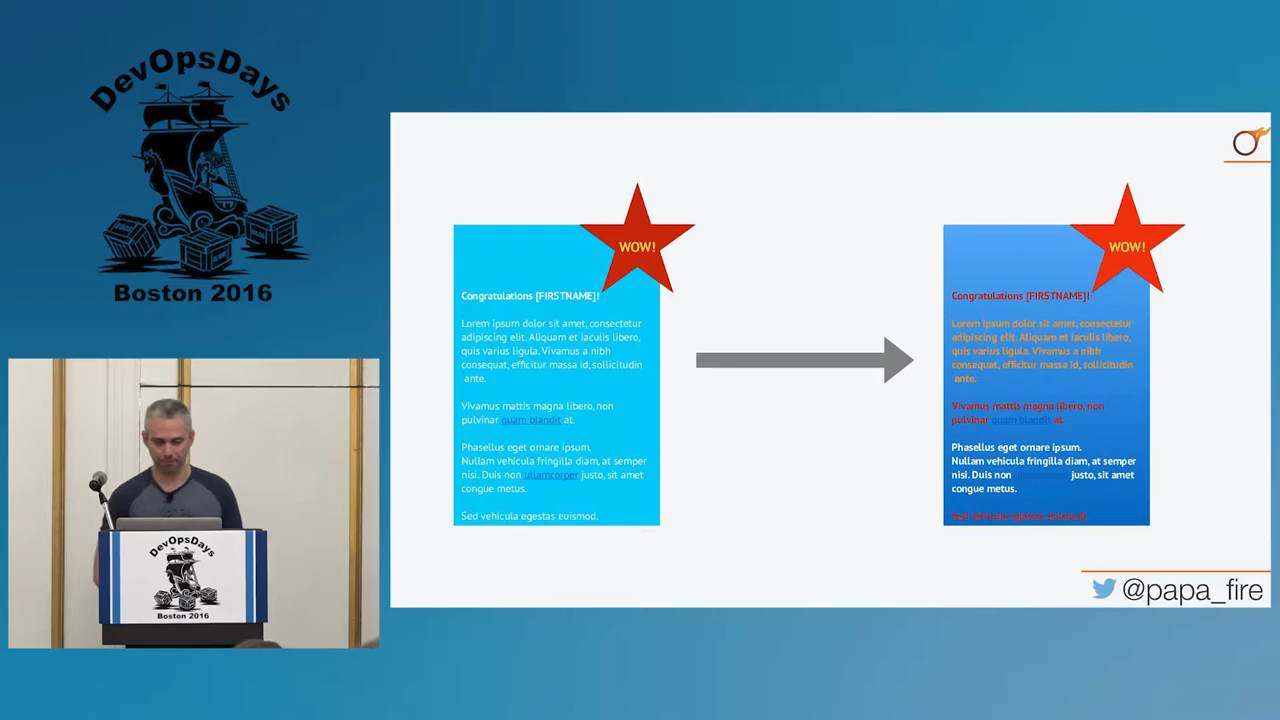 DevOpsDays
Boston 2016
WOW!
Congratulations [FIRSTNAME]!
Lorem ipsum dolor sit amet, consectetur
adipiscing elit. Aliquam et iaculis libero,
quis varius ligula. Vivamus a nibh
consequat, efficitur massa id, sollicitudin
ante.
Vivamus mattis magna libero, non
pulvinar quam blandit at.
Phasellus eget ornare ipsum.
Nullam vehicula fringilla diam, at semper
nisi. Duis non ullamcorper justo, sit amet
congue metus.
Sed vehicula egestas euismod.
WOW!
Congratulations [FIRSTNAME]!
Lorem ipsum dolor sit amet, consectetur
adipiscing elit. Aliquam et iaculis libero,
quis varius ligula. Vivamus a nibh
consequat, efficitur massa id, sollicitudin
ante.
Vivamus mattis magna libero, non
pulvinar quam blandit at.
Phasellus eget ornare ipsum.
Nullam vehicula fringilla diam, at semper
nisi. Duis non justo, sit amet
congue metus.
Sed vehicula egestas euismod.
@papa_fire
DevOpsDays
Boston 2016